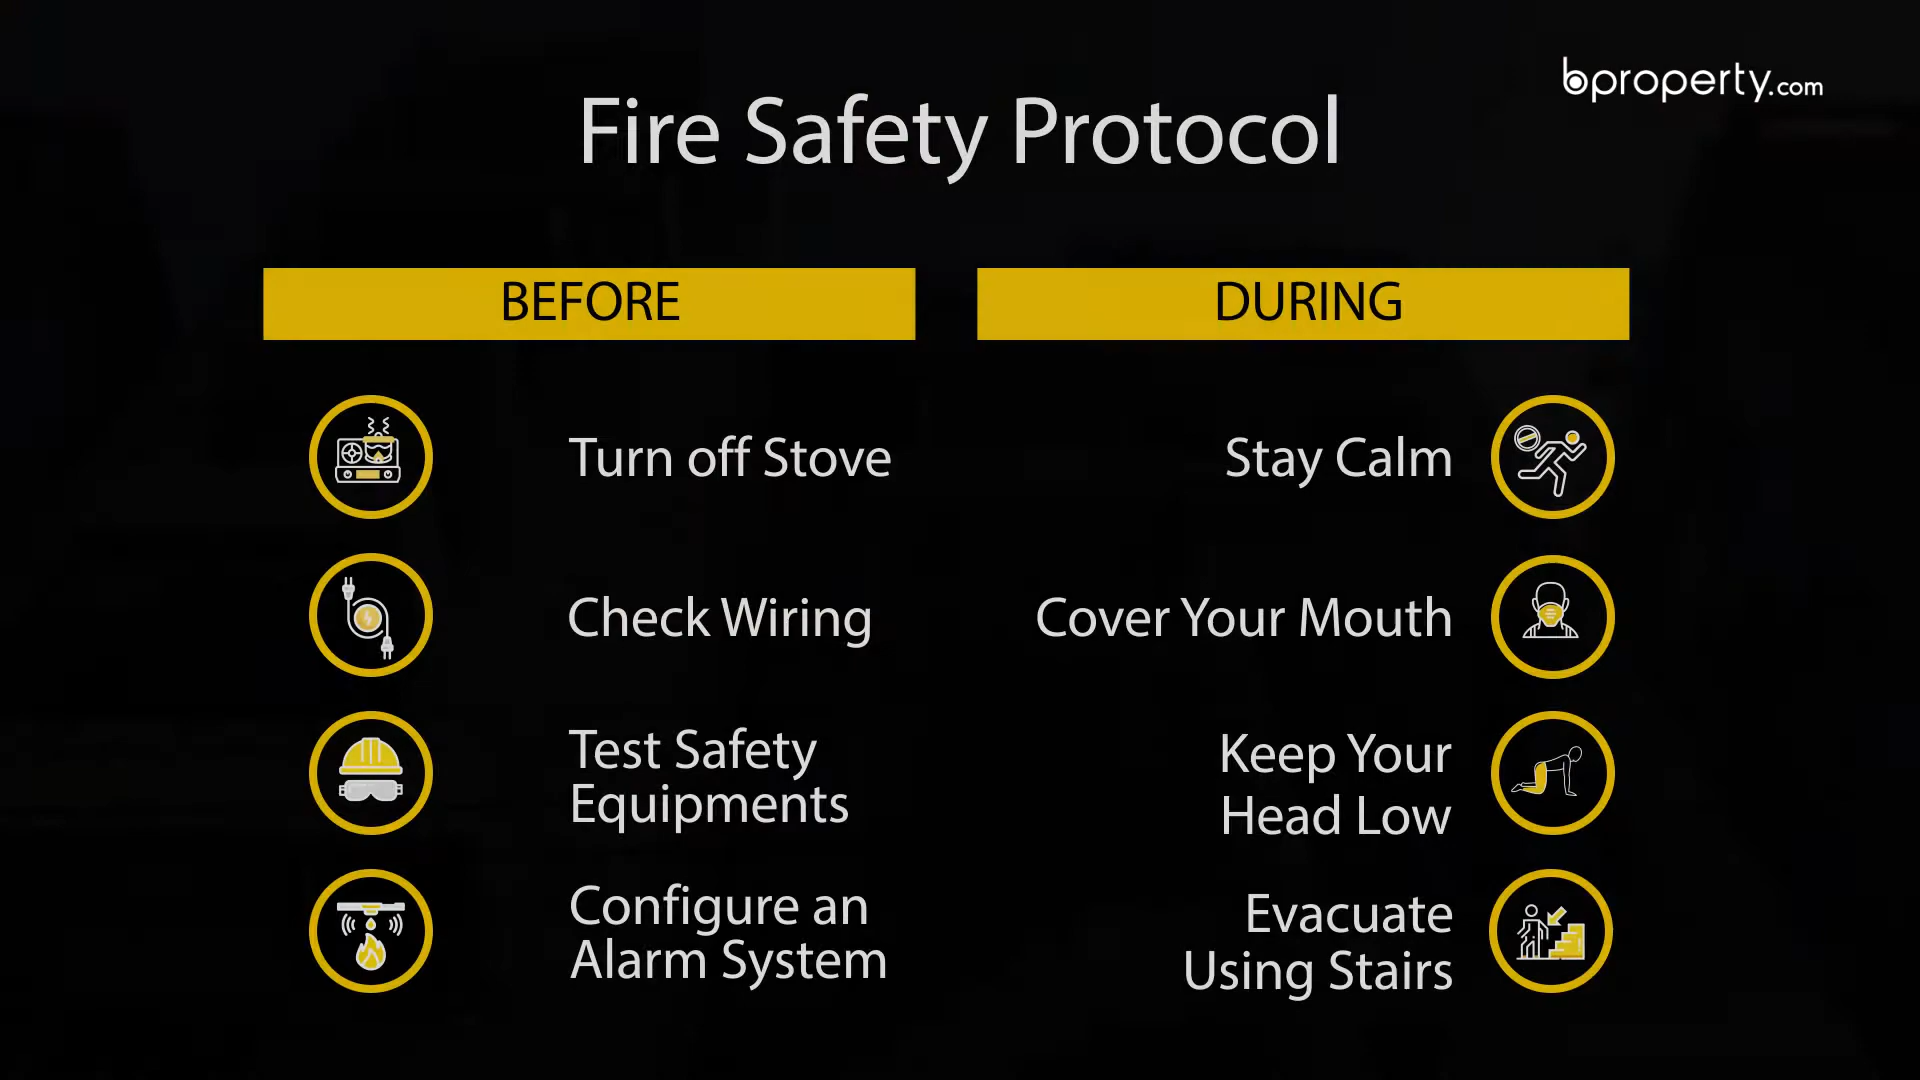 bproperty.com
Fire Safety Protocol
BEFORE
Turn off Stove
Check Wiring
Test Safety
Equipments
Configure an
Alarm System
DURING
Stay Calm
Cover Your Mouth
Keep Your
Head Low
Evacuate
Using Stairs